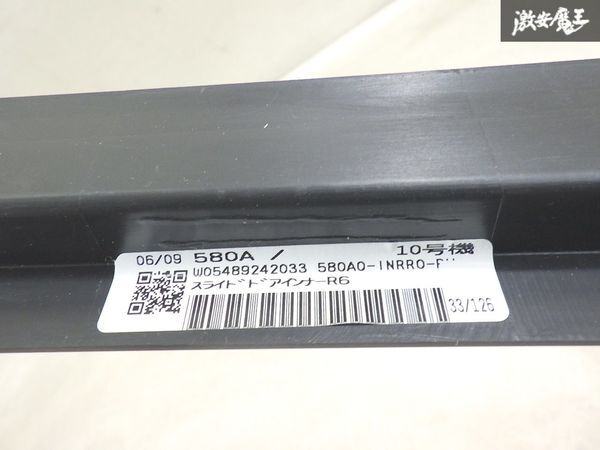 激安魔王
06/09 580A / 10号機
W05489242033 580A0-INRR0-
スライドドアインナーR6
33/126